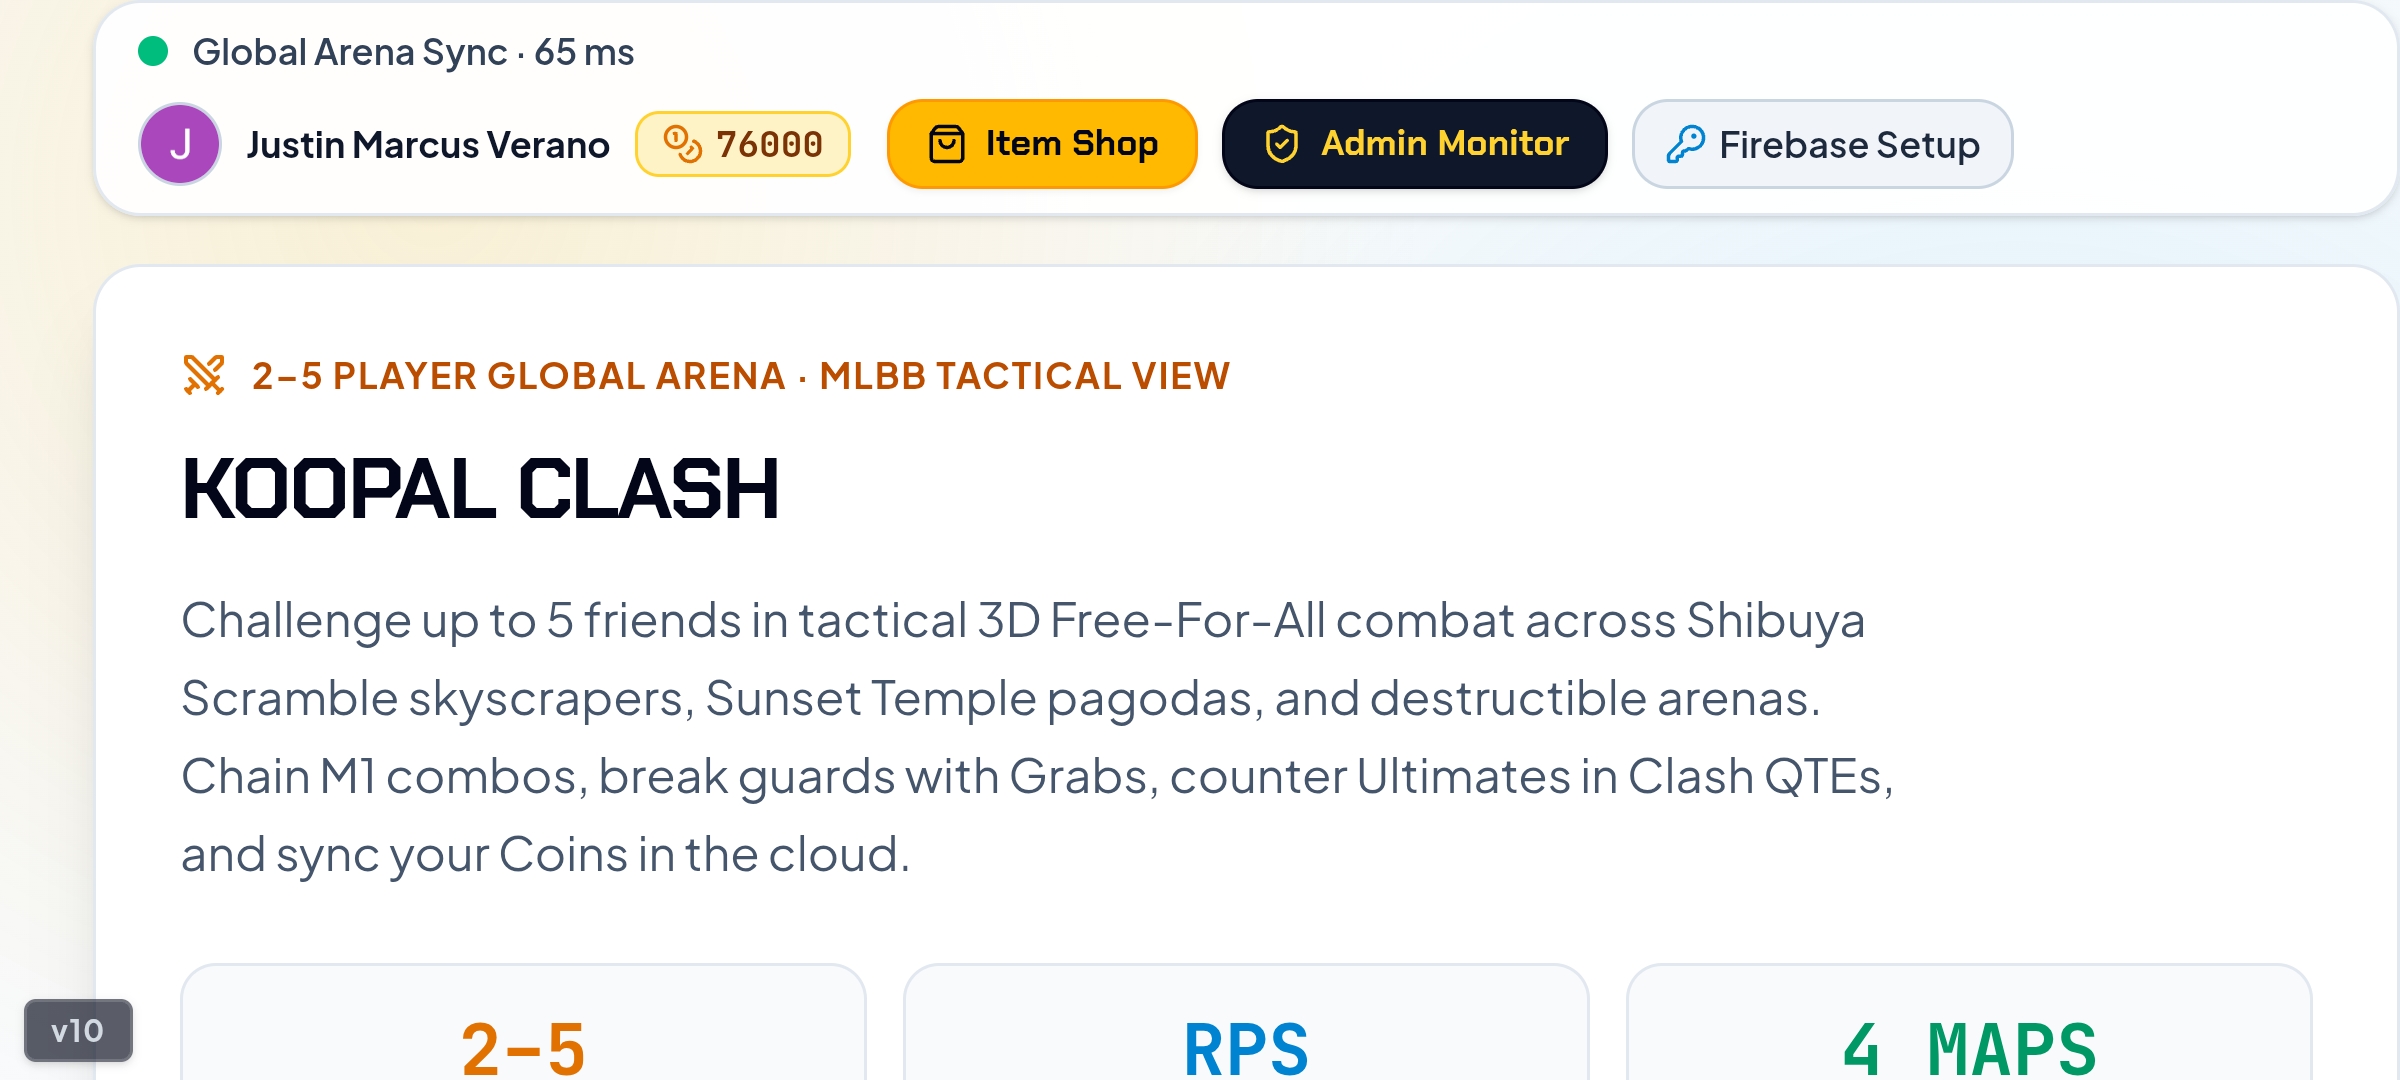 Global Arena Sync · 65 ms
J Justin Marcus Verano 76000 Item Shop Admin Monitor Firebase Setup
2–5 PLAYER GLOBAL ARENA · MLBB TACTICAL VIEW
KOOPAL CLASH
Challenge up to 5 friends in tactical 3D Free-For-All combat across Shibuya
Scramble skyscrapers, Sunset Temple pagodas, and destructible arenas.
Chain M1 combos, break guards with Grabs, counter Ultimates in Clash QTEs,
and sync your Coins in the cloud.
v10
2–5 RPS 4 MAPS